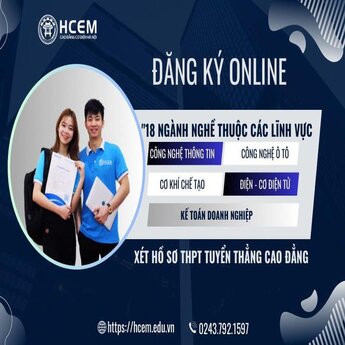 HCEM
CAO ĐẲNG CƠ ĐIỆN HÀ NỘI
ĐĂNG KÝ ONLINE
"18 NGÀNH NGHỀ THUỘC CÁC LĨNH VỰC
CÔNG NGHỆ THÔNG TIN
CÔNG NGHỆ Ô TÔ
CƠ KHÍ CHẾ TẠO
ĐIỆN - CƠ ĐIỆN TỬ
KẾ TOÁN DOANH NGHIỆP
XÉT HỒ SƠ THPT TUYỂN THẲNG CAO ĐẲNG
https://hcem.edu.vn
0243.792.1597